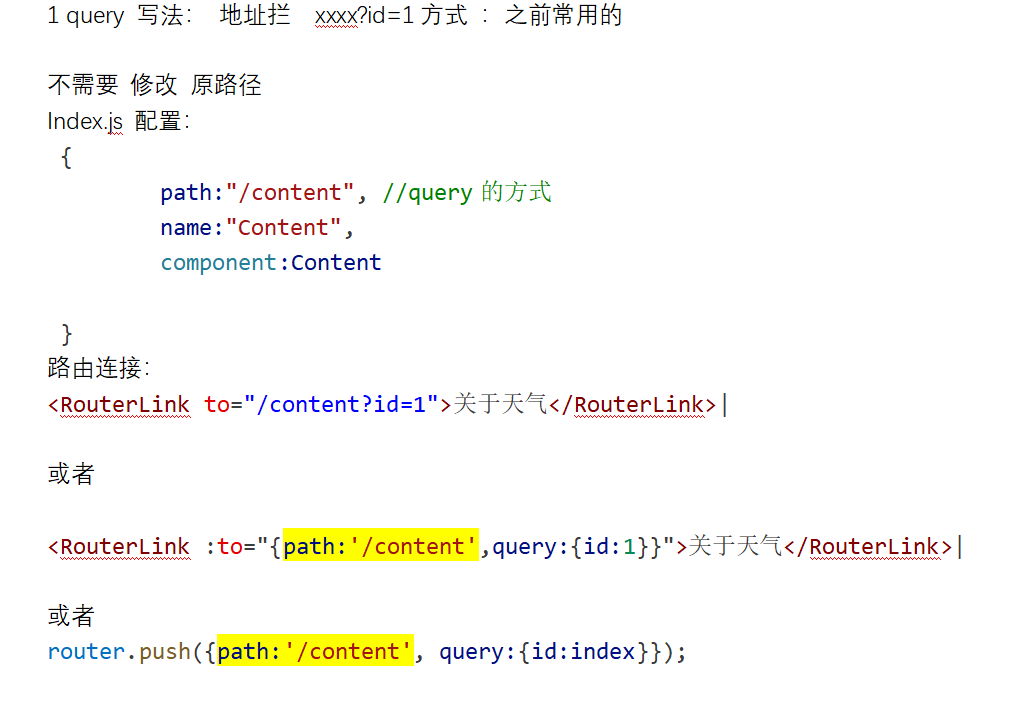 1 query 写法： 地址拦 xxxx?id=1 方式 ：之前常用的
不需要 修改 原路径
Index.js 配置：
{
path:"/content", //query 的方式
name:"Content",
component:Content
}
路由连接：
<RouterLink to="/content?id=1">关于天气</RouterLink>|
或者
<RouterLink :to="{path:'/content',query:{id:1}}">关于天气</RouterLink>|
或者
router.push({path:'/content', query:{id:index}});